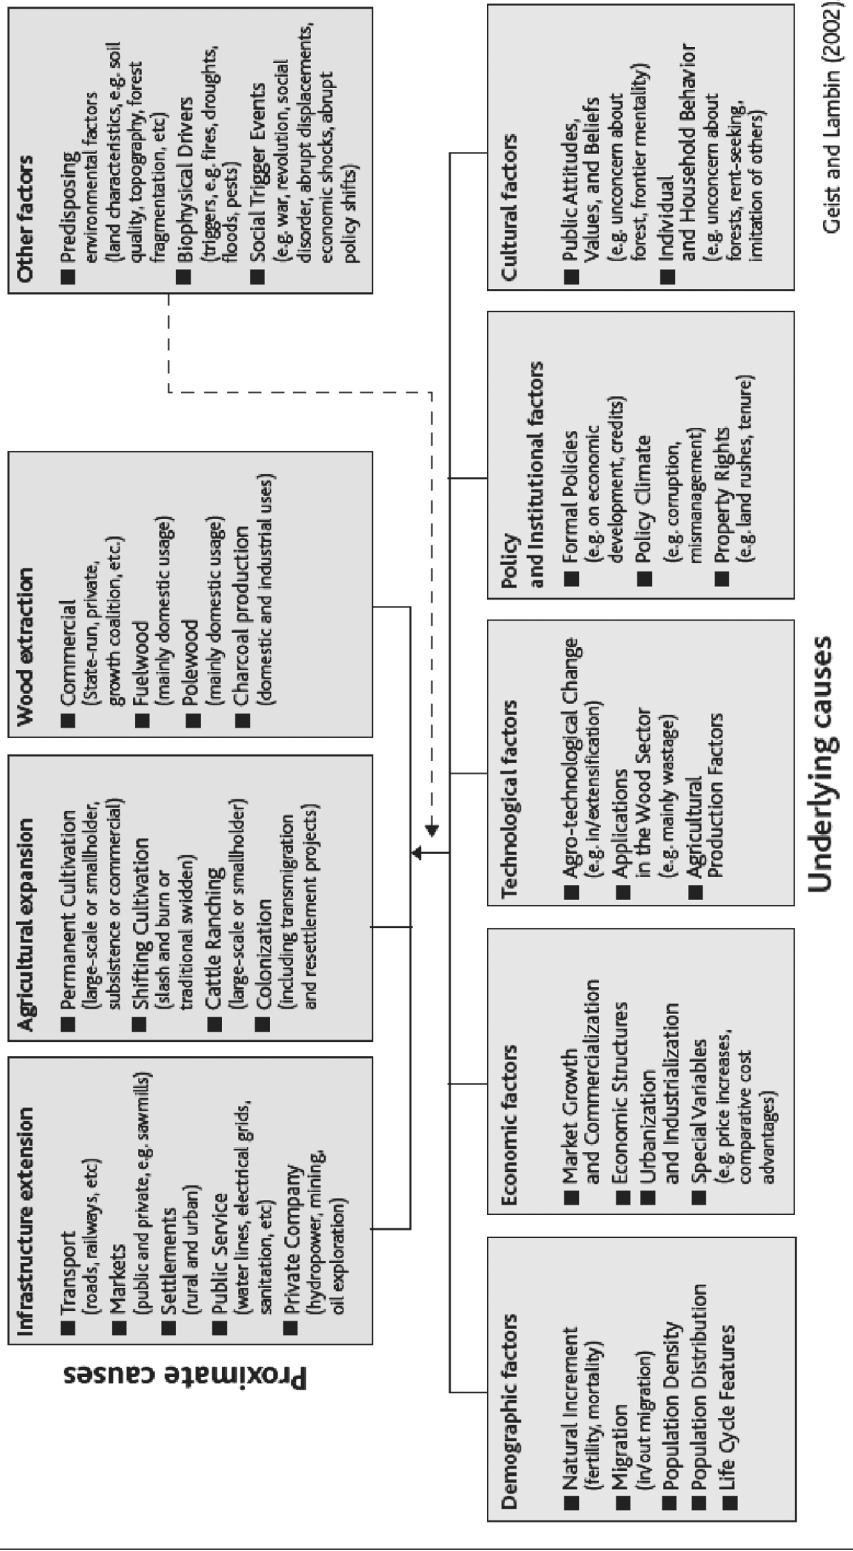 Proximate causes
Infrastructure extension
■ Transport
(roads, railways, etc)
■ Markets
(public and private, e.g. sawmills)
■ Settlements
(rural and urban)
■ Public Service
(water lines, electrical grids,
sanitation, etc)
■ Private Company
(hydropower, mining,
oil exploration)
Agricultural expansion
■ Permanent Cultivation
(large-scale or smallholder,
subsistence or commercial)
■ Shifting Cultivation
(slash and burn or
traditional swidden)
■ Cattle Ranching
(large-scale or smallholder)
■ Colonization
(including transmigration
and resettlement projects)
Wood extraction
■ Commercial
(State-run, private,
growth coalition, etc.)
■ Fuelwood
(mainly domestic usage)
■ Polewood
(mainly domestic usage)
■ Charcoal production
(domestic and industrial uses)
Other factors
■ Predisposing
environmental factors
(land characteristics, e.g. soil
quality, topography, forest
fragmentation, etc)
■ Biophysical Drivers
(triggers, e.g. fires, droughts,
floods, pests)
■ Social Trigger Events
(e.g. war, revolution, social
disorder, abrupt displacements,
economic shocks, abrupt
policy shifts)
Demographic factors
■ Natural Increment
(fertility, mortality)
■ Migration
(in/out migration)
■ Population Density
■ Population Distribution
■ Life Cycle Features
Economic factors
■ Market Growth
and Commercialization
■ Economic Structures
■ Urbanization
and Industrialization
■ Special Variables
(e.g. price increases,
comparative cost
advantages)
Technological factors
■ Agro-technological Change
(e.g. in/extensification)
■ Applications
in the Wood Sector
(e.g. mainly wastage)
■ Agricultural
Production Factors
Policy
and Institutional factors
■ Formal Policies
(e.g. on economic
development, credits)
■ Policy Climate
(e.g. corruption,
mismanagement)
■ Property Rights
(e.g. land rushes, tenure)
Cultural factors
■ Public Attitudes,
Values, and Beliefs
(e.g. unconcern about
forest, frontier mentality)
■ Individual
and Household Behavior
(e.g. unconcern about
forests, rent-seeking,
imitation of others)
Underlying causes
Geist and Lambin (2002)